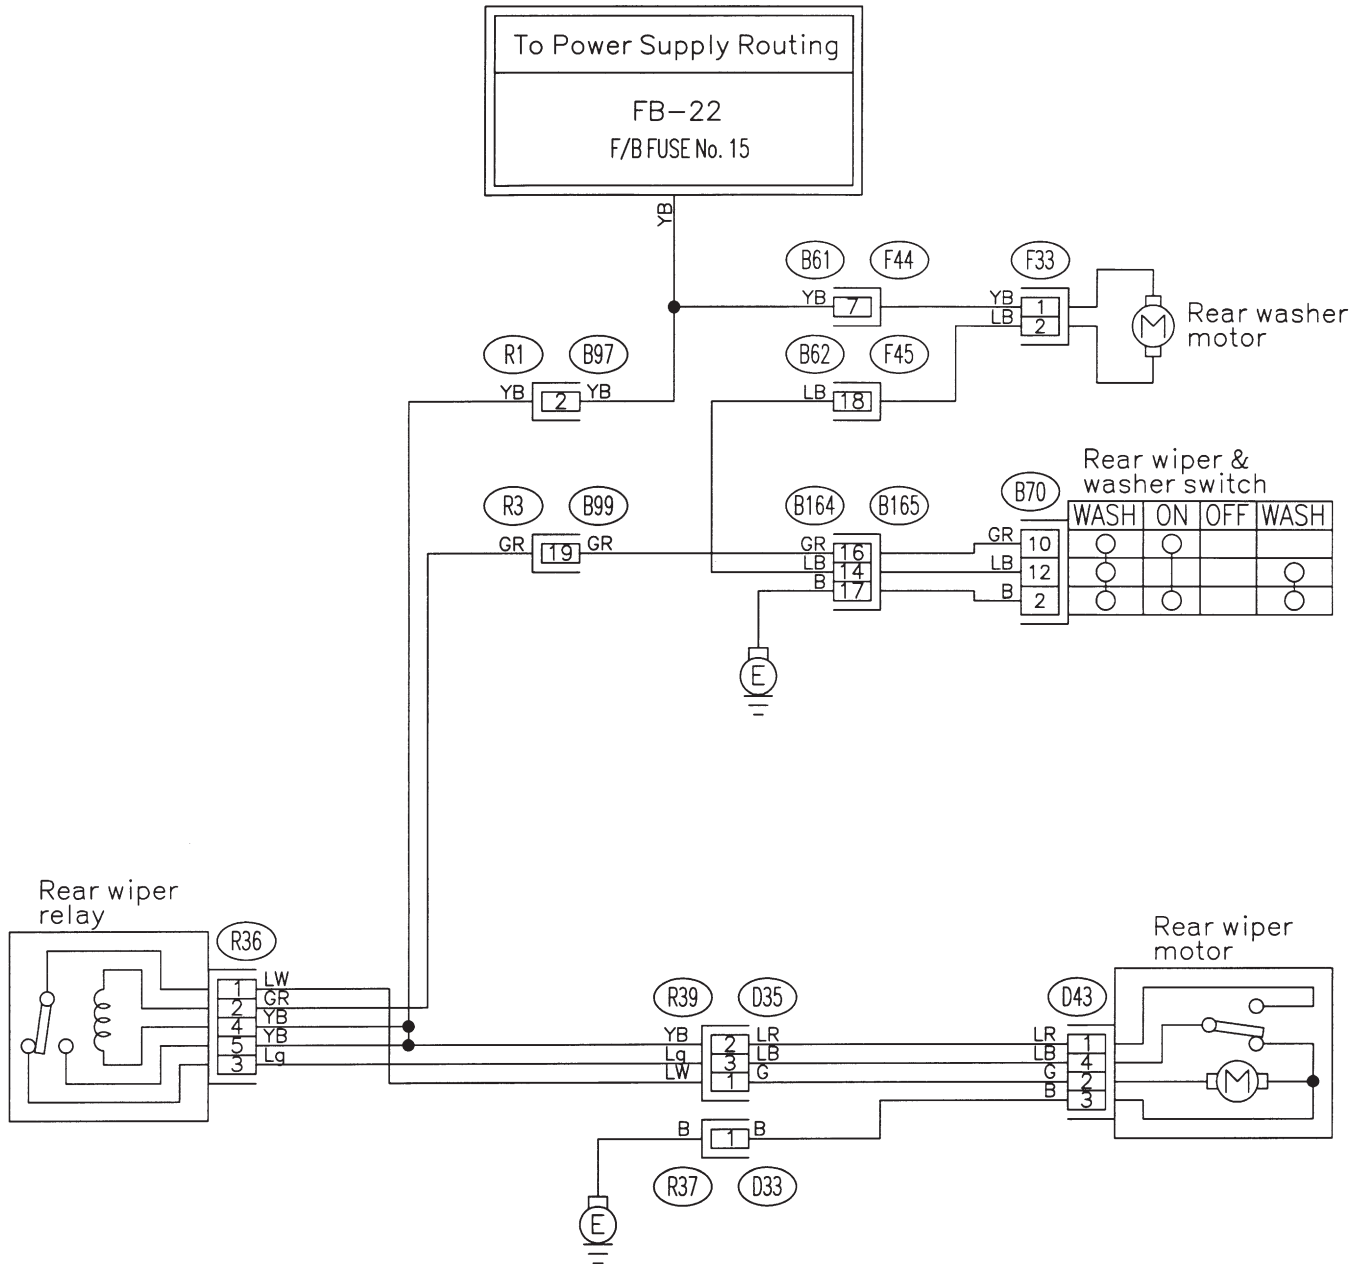 To Power Supply Routing
FB-22
F/B FUSE No. 15
YB
B61 F44 F33
YB 7 YB 1
LB 2
Rear washer
motor
M
R1 B97 B62 F45
YB 2 YB LB 18
Rear wiper &
washer switch
R3 B99 B164 B165 B70
WASH ON OFF WASH
GR 19 GR GR 16 GR 10
LB 14 LB 12
B 17 B 2
E
Rear wiper
relay
R36
1 LW
2 GR
4 YB
5 YB
3 Lg
R39 D35 D43
Rear wiper
motor
YB 2 LR LR 1
Lg 3 LB LB 4
LW 1 G G 2
B 3
M
B 1 B
R37 D33
E